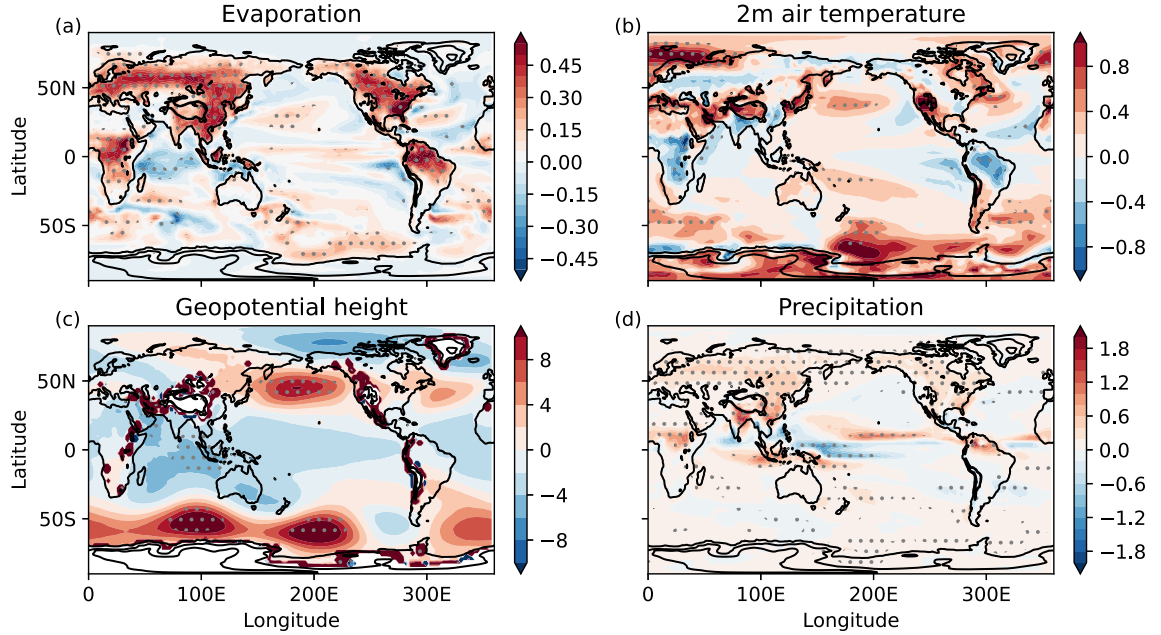 (a) Evaporation
Latitude
50N
0
50S
0.45
0.30
0.15
0.00
−0.15
−0.30
−0.45
(b) 2m air temperature
0.8
0.4
0.0
−0.4
−0.8
(c) Geopotential height
Latitude
50N
0
50S
0 100E 200E 300E
Longitude
8
4
0
−4
−8
(d) Precipitation
0 100E 200E 300E
Longitude
1.8
1.2
0.6
0.0
−0.6
−1.2
−1.8